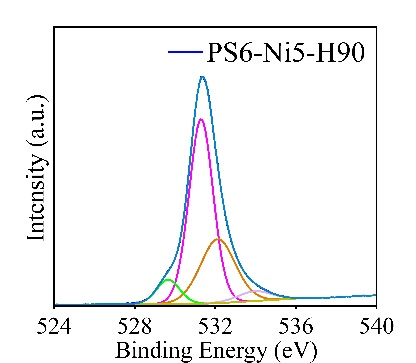 PS6-Ni5-H90
Intensity (a.u.)
524 528 532 536 540
Binding Energy (eV)